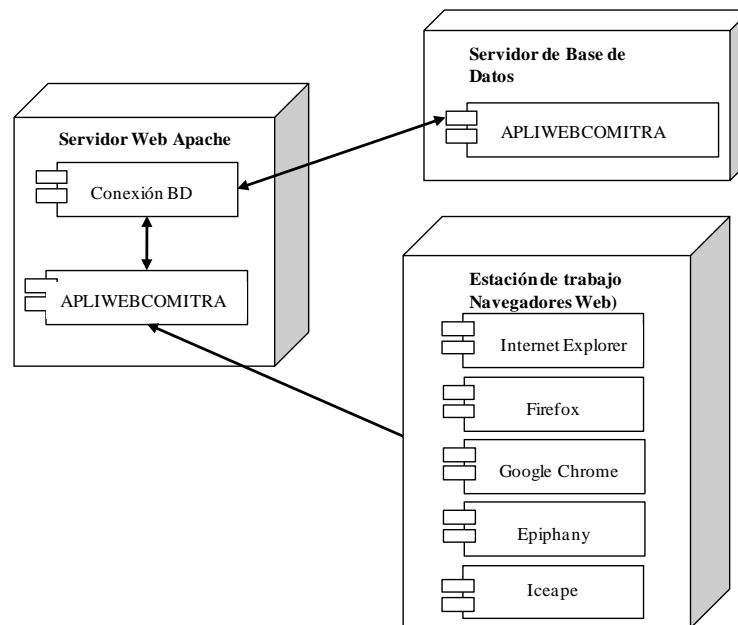 Servidor de Base de
Datos
APLIWEBCOMITRA
Servidor Web Apache
Conexión BD
APLIWEBCOMITRA
Estación de trabajo
Navegadores Web)
Internet Explorer
Firefox
Google Chrome
Epiphany
Iceape